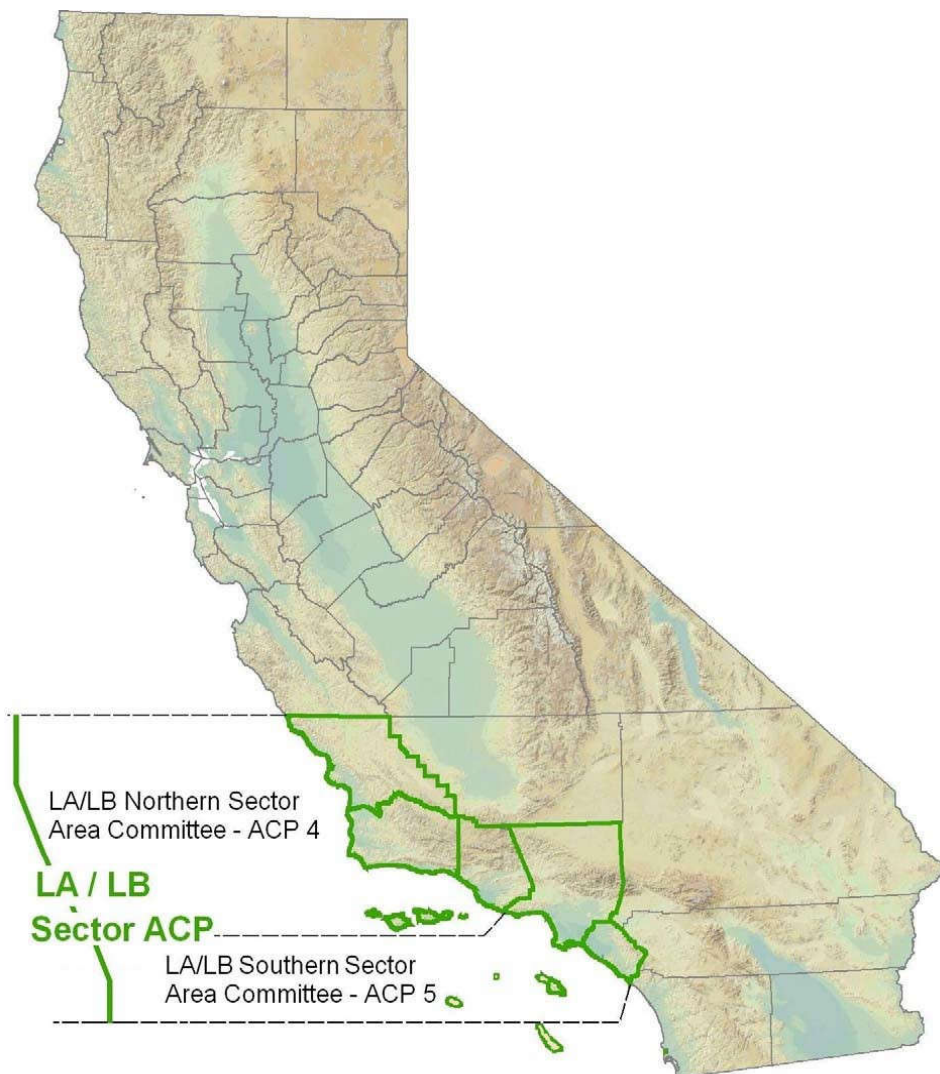 LA/LB Northern Sector
Area Committee - ACP 4
LA / LB
Sector ACP
LA/LB Southern Sector
Area Committee - ACP 5